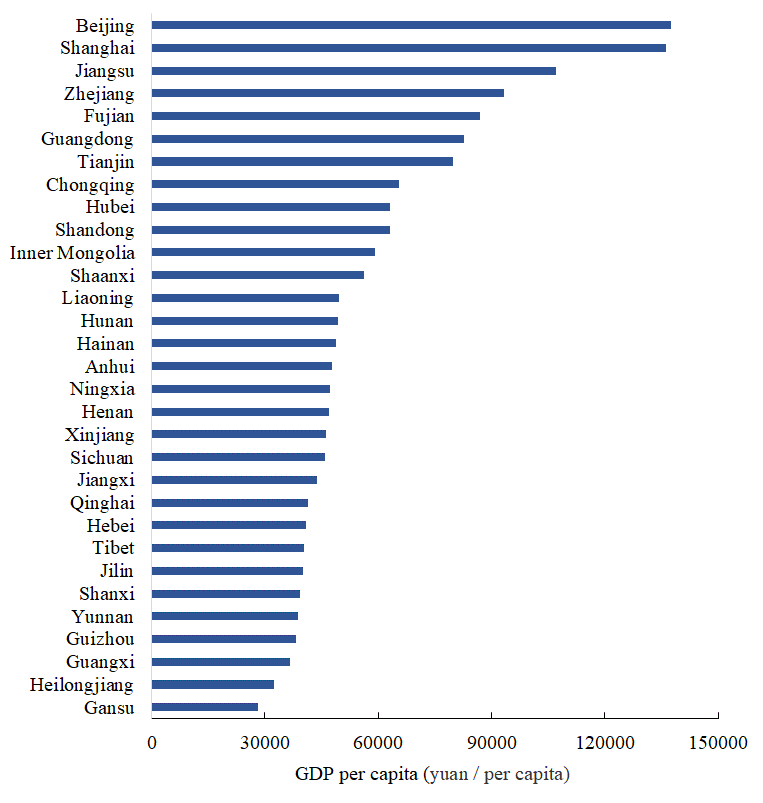 Beijing
Shanghai
Jiangsu
Zhejiang
Fujian
Guangdong
Tianjin
Chongqing
Hubei
Shandong
Inner Mongolia
Shaanxi
Liaoning
Hunan
Hainan
Anhui
Ningxia
Henan
Xinjiang
Sichuan
Jiangxi
Qinghai
Hebei
Tibet
Jilin
Shanxi
Yunnan
Guizhou
Guangxi
Heilongjiang
Gansu
0 30000 60000 90000 120000 150000
GDP per capita (yuan / per capita)